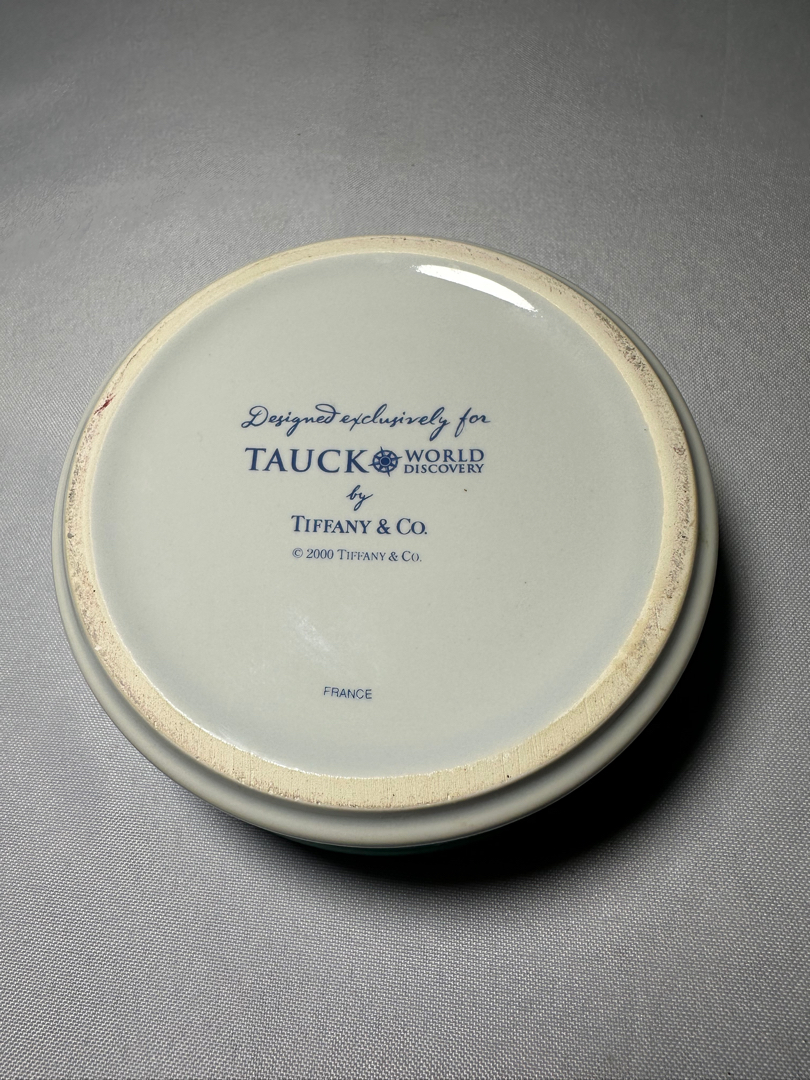 Designed exclusively for
TAUCK WORLD DISCOVERY
by
TIFFANY & CO.
© 2000 TIFFANY & CO.
FRANCE